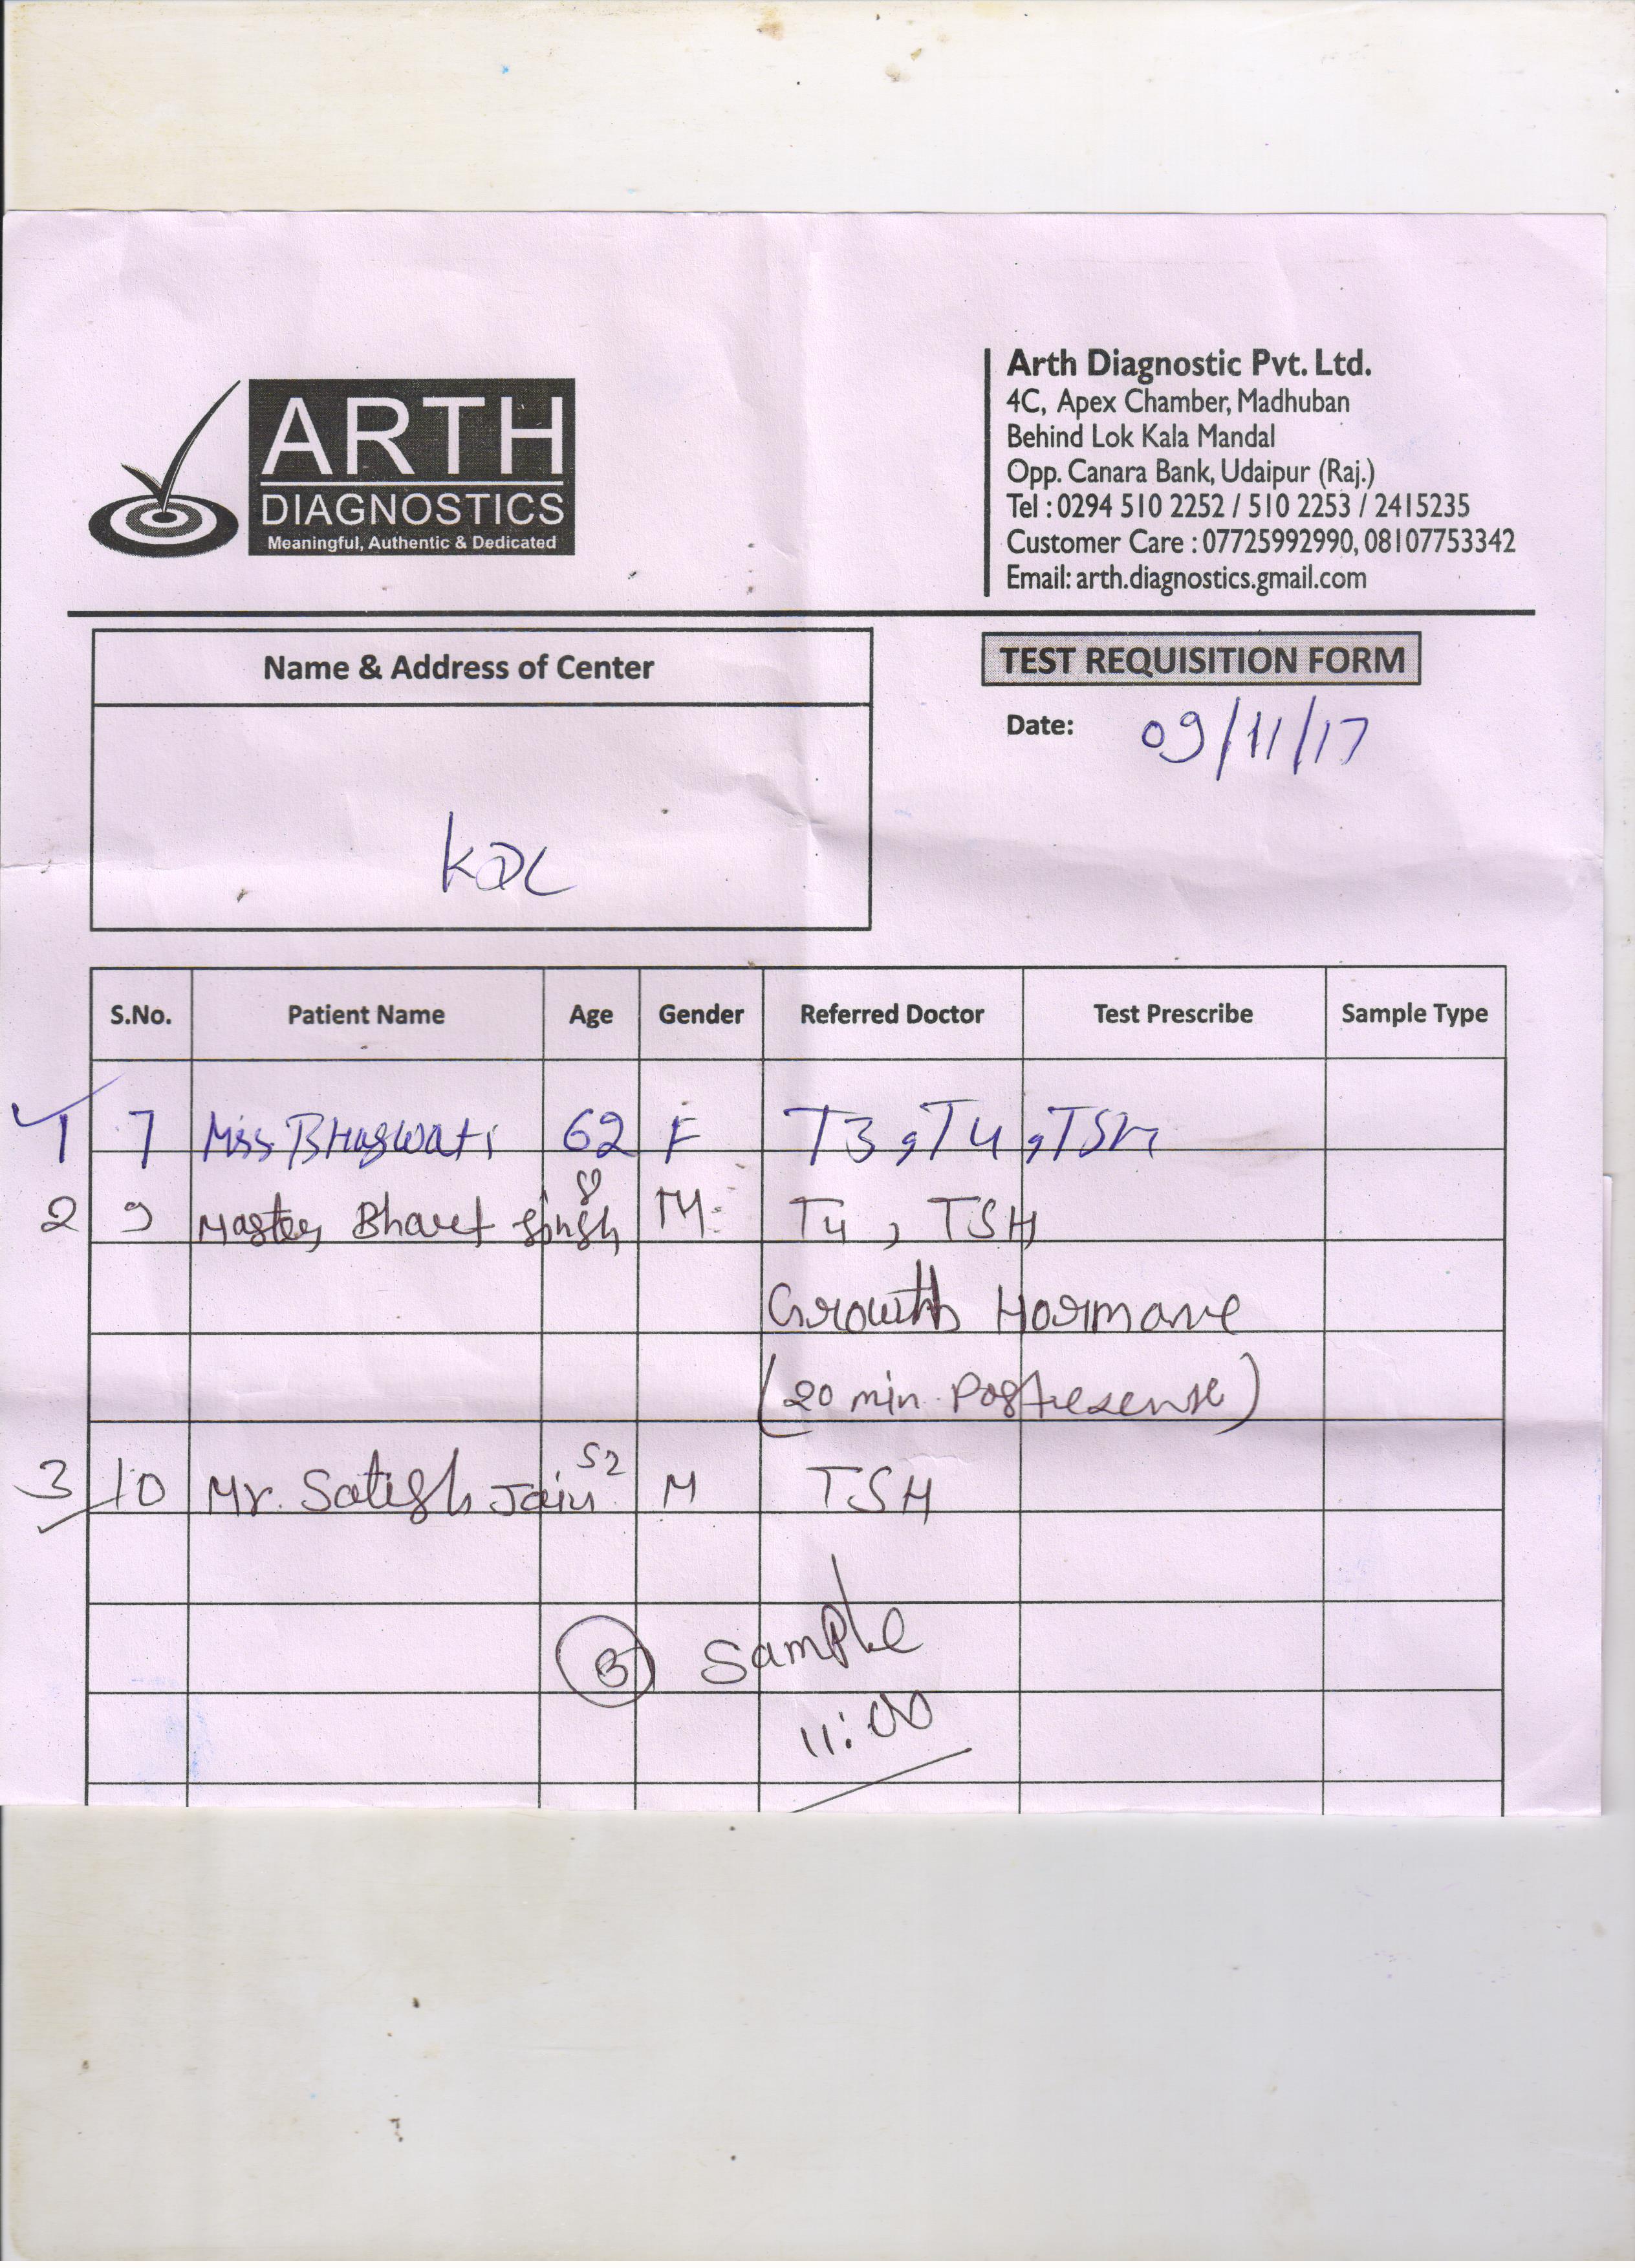 ARTH
DIAGNOSTICS
Meaningful, Authentic & Dedicated
Arth Diagnostic Pvt. Ltd.
4C, Apex Chamber, Madhuban
Behind Lok Kala Mandal
Opp. Canara Bank, Udaipur (Raj.)
Tel : 0294 510 2252 / 510 2253 / 2415235
Customer Care : 07725992990, 08107753342
Email: arth.diagnostics.gmail.com
Name & Address of Center
KDC
TEST REQUISITION FORM
Date: 09/11/17
S.No. Patient Name Age Gender Referred Doctor Test Prescribe Sample Type
1 7 Miss Bhagwati 62 F T3, T4, TSH
2 9 Master Bharet Singh 8 M T4, TSH
Growth Hormone
(20 min.
3 10 Mr. Satish Jain 52 M TSH
3 Sample
11:00